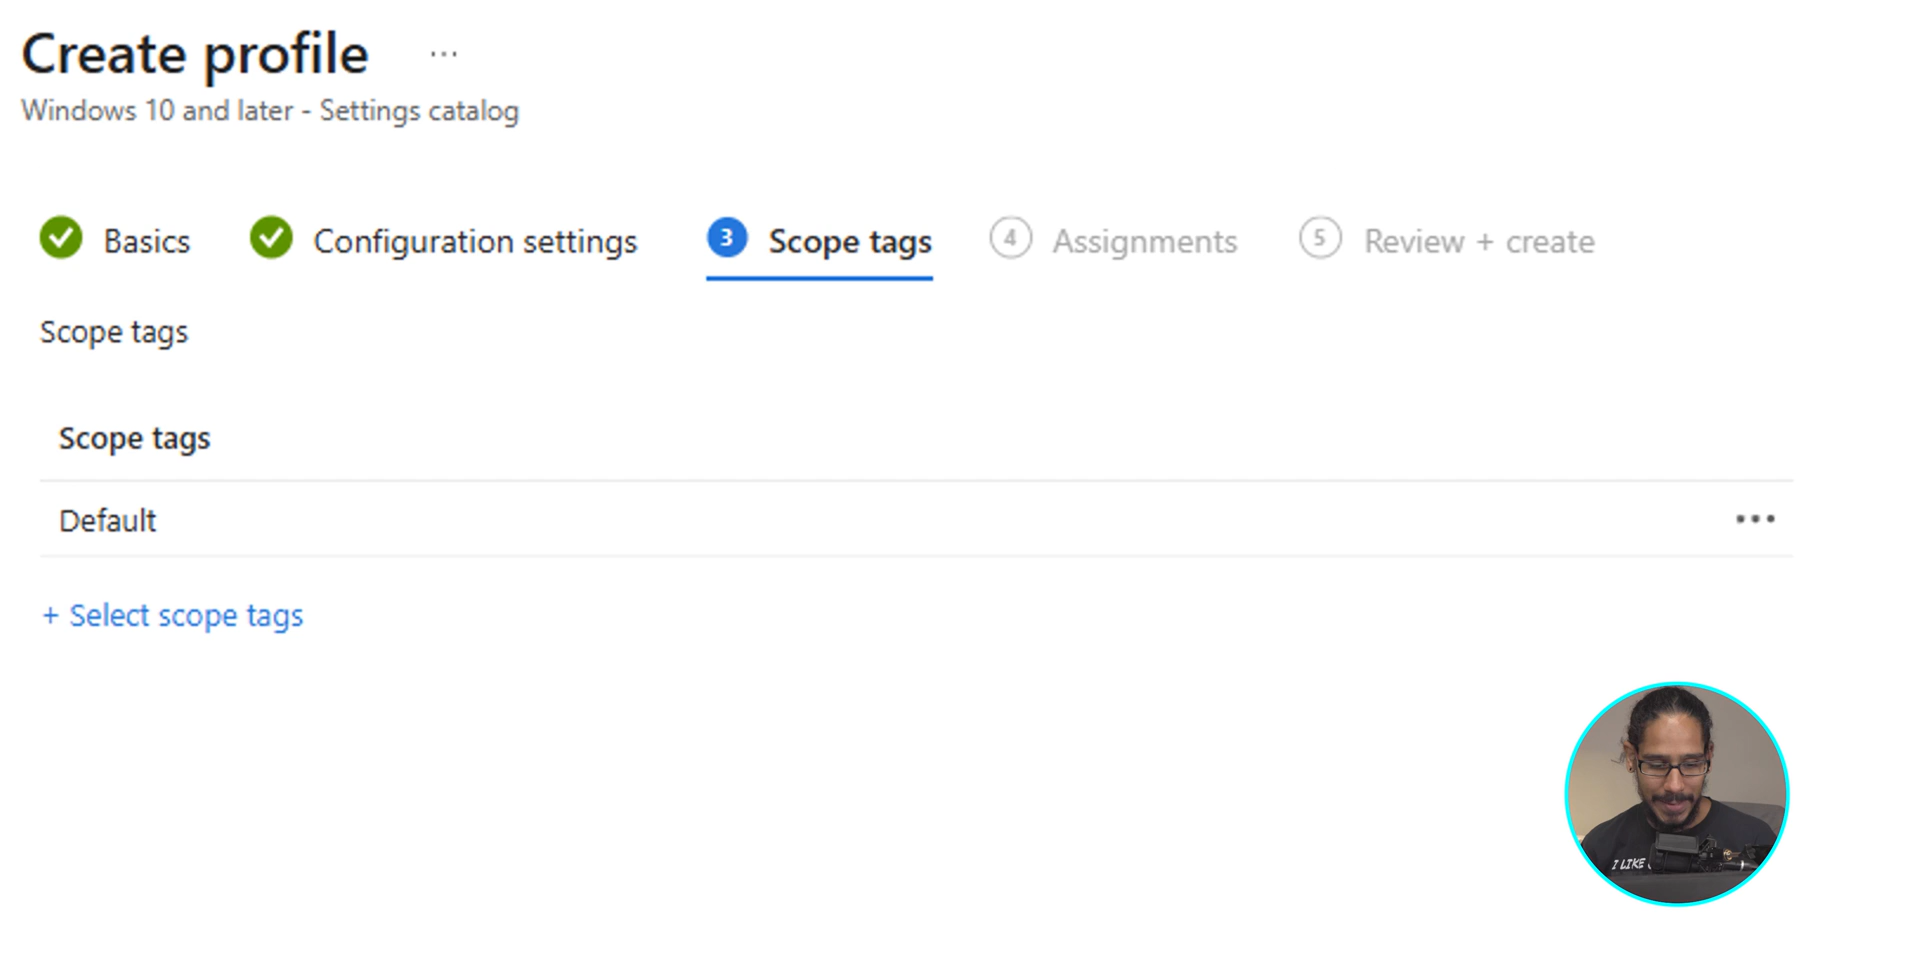 Create profile ...
Windows 10 and later - Settings catalog
Basics Configuration settings 3 Scope tags 4 Assignments 5 Review + create
Scope tags
Scope tags
Default
+ Select scope tags
I LIKE